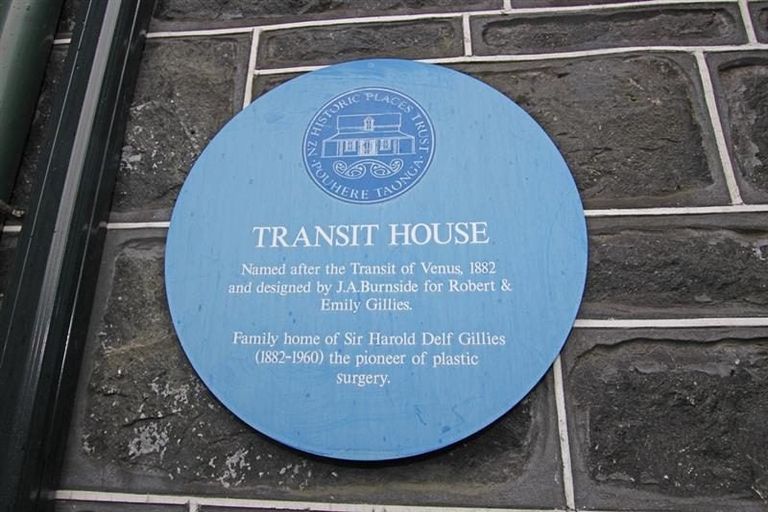 NZ HISTORIC PLACES TRUST
· POUHERE TAONGA ·
TRANSIT HOUSE
Named after the Transit of Venus, 1882
and designed by J.A.Burnside for Robert &
Emily Gillies.
Family home of Sir Harold Delf Gillies
(1882-1960) the pioneer of plastic
surgery.